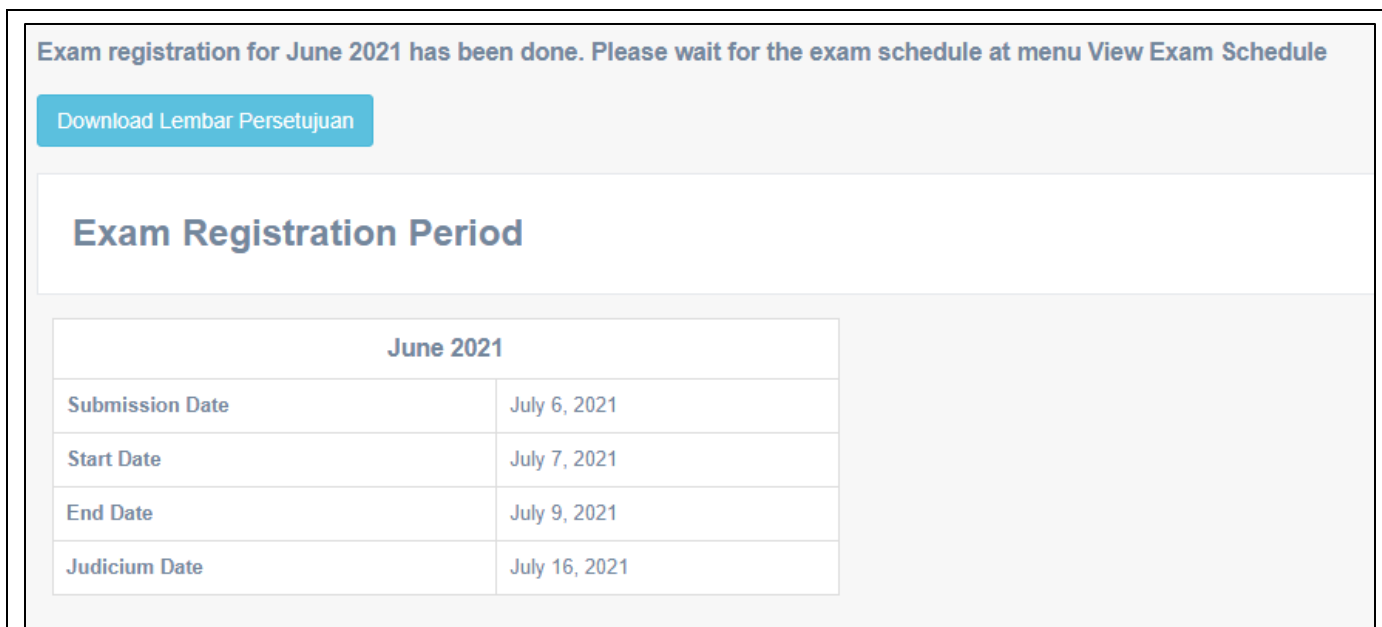 Exam registration for June 2021 has been done. Please wait for the exam schedule at menu View Exam Schedule
Download Lembar Persetujuan
Exam Registration Period
June 2021
Submission Date July 6, 2021
Start Date July 7, 2021
End Date July 9, 2021
Judicium Date July 16, 2021